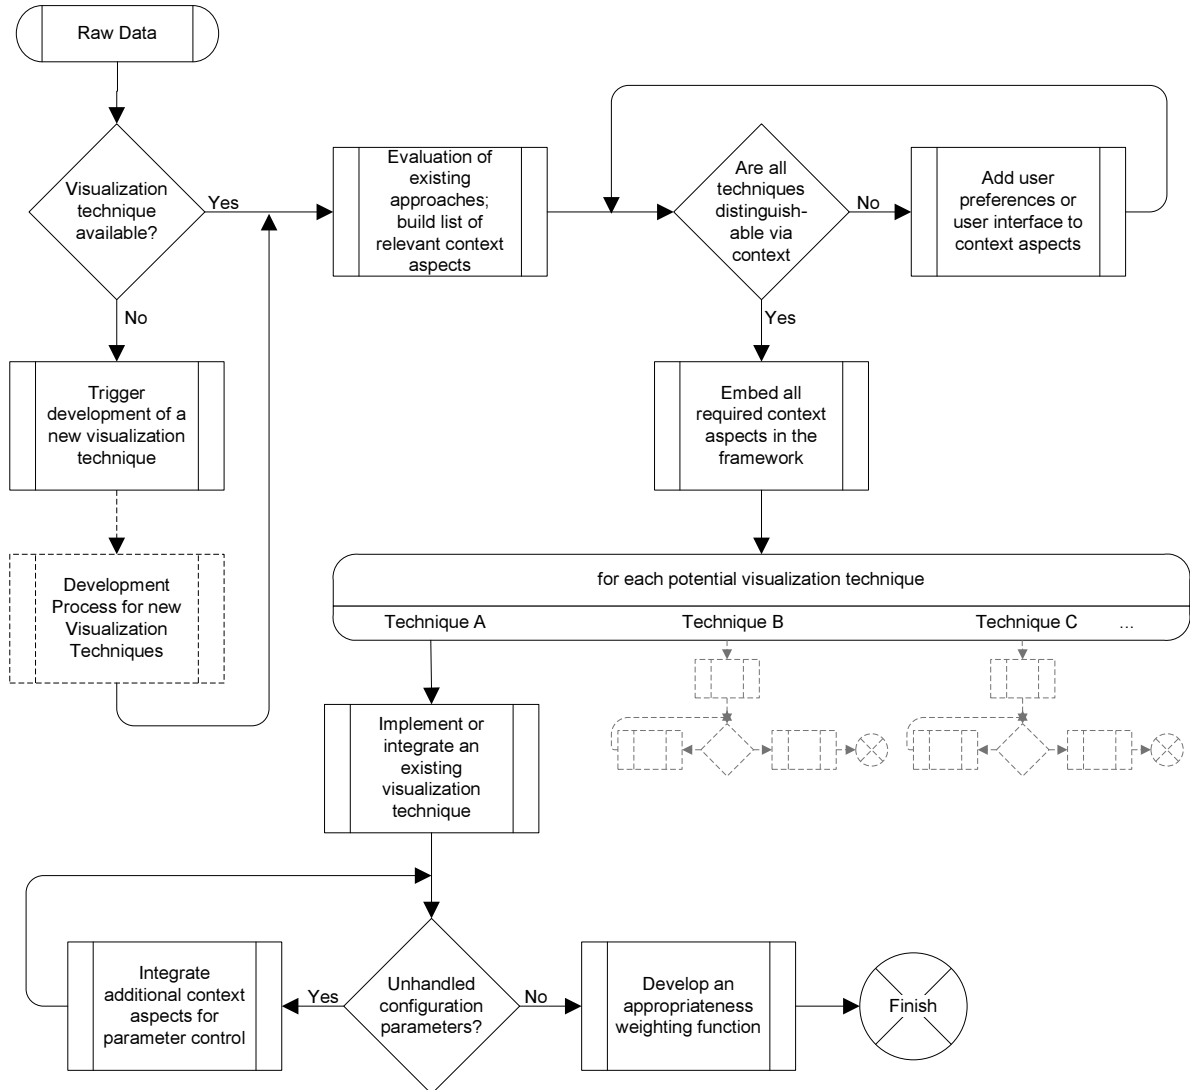 Raw Data
Visualization
technique
available?
Yes
No
Evaluation of
existing
approaches;
build list of
relevant context
aspects
Are all
techniques
distinguish-
able via
context
No
Yes
Add user
preferences or
user interface to
context aspects
Trigger
development of a
new visualization
technique
Embed all
required context
aspects in the
framework
Development
Process for new
Visualization
Techniques
for each potential visualization technique
Technique A
Technique B
Technique C
...
Implement or
integrate an
existing
visualization
technique
Integrate
additional context
aspects for
parameter control
Yes
Unhandled
configuration
parameters?
No
Develop an
appropriateness
weighting function
Finish